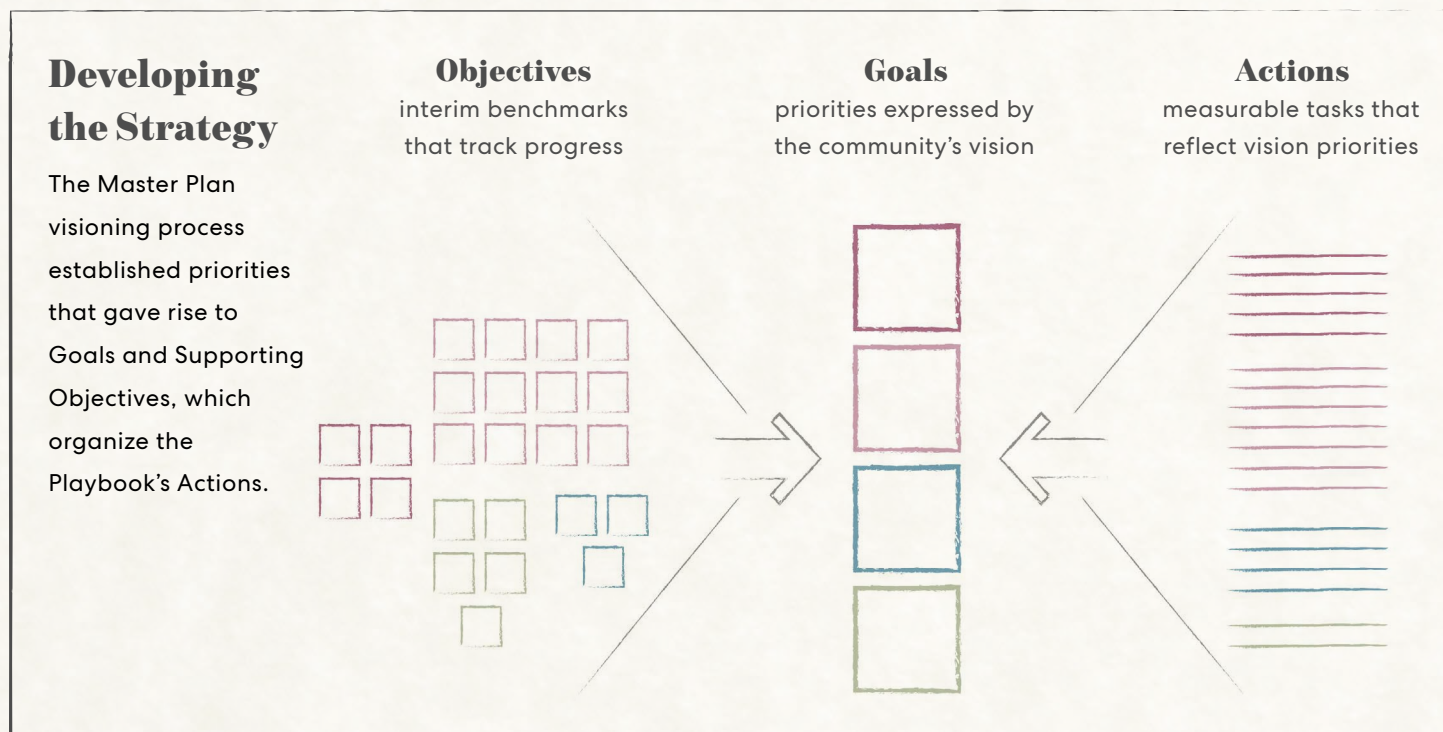 Developing
the Strategy
The Master Plan
visioning process
established priorities
that gave rise to
Goals and Supporting
Objectives, which
organize the
Playbook’s Actions.
Objectives
interim benchmarks
that track progress
Goals
priorities expressed by
the community’s vision
Actions
measurable tasks that
reflect vision priorities